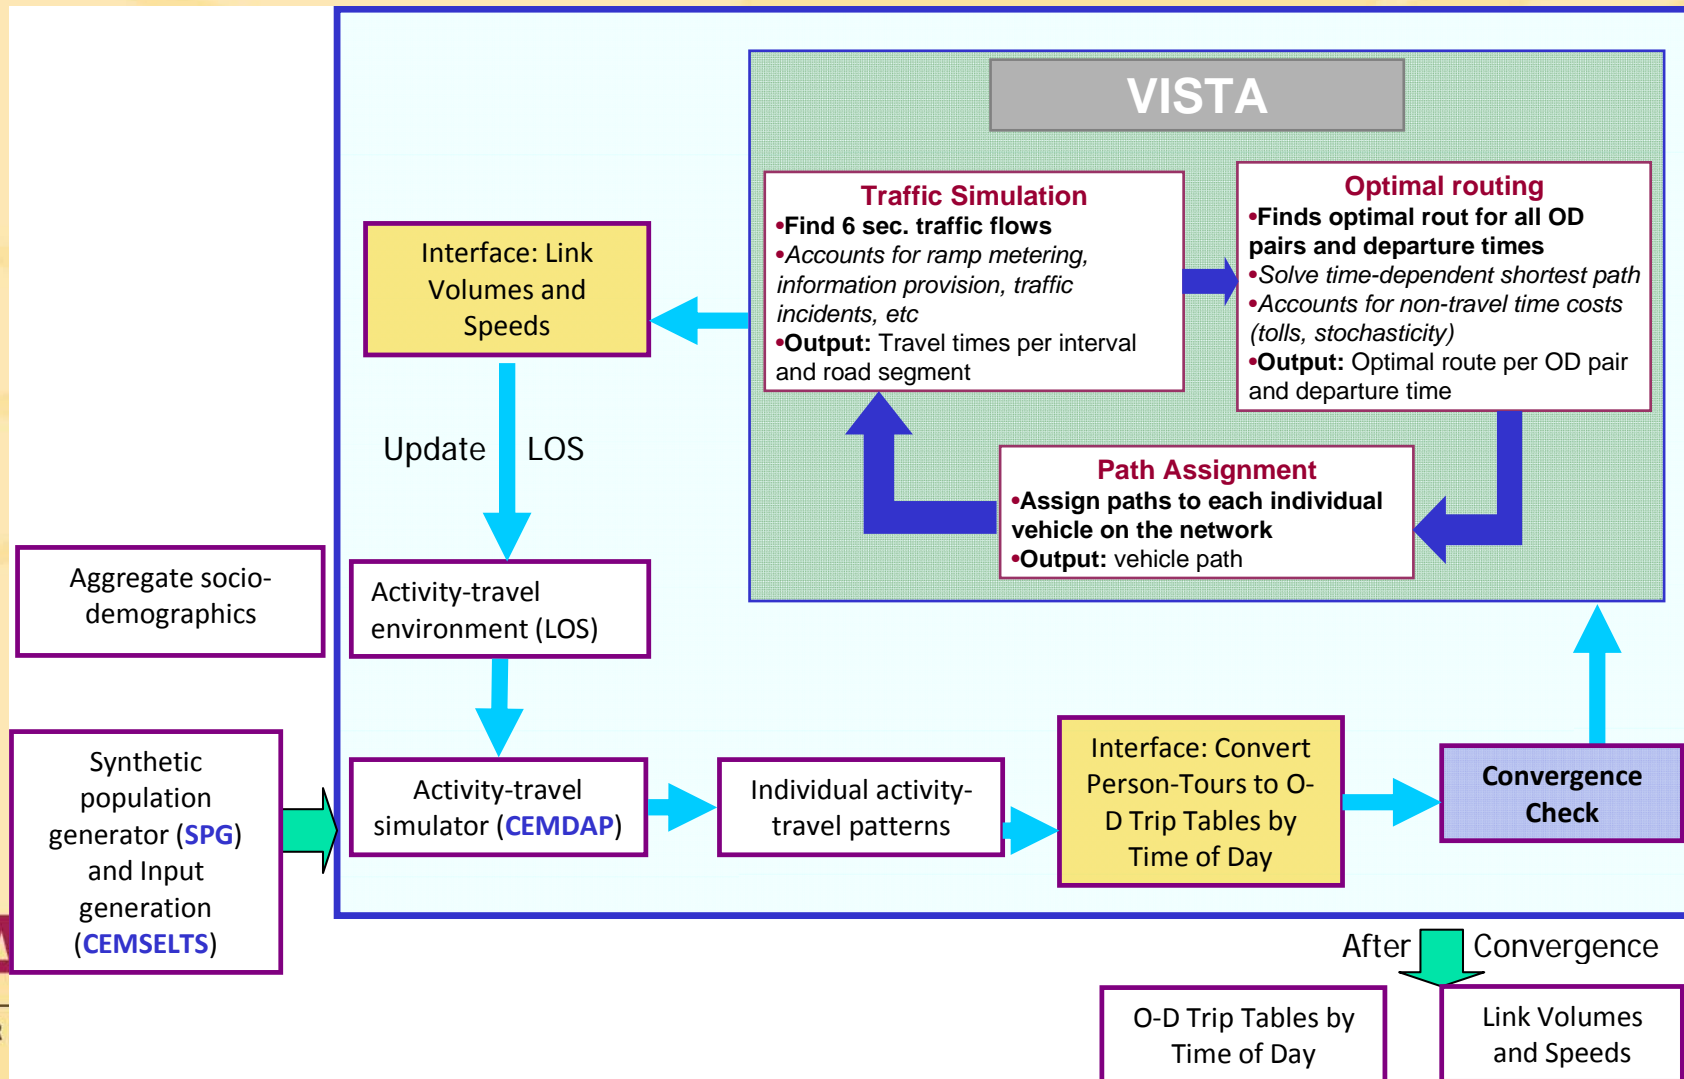 VISTA
Traffic Simulation
•Find 6 sec. traffic flows
•Accounts for ramp metering,
information provision, traffic
incidents, etc
•Output: Travel times per interval
and road segment
Optimal routing
•Finds optimal rout for all OD
pairs and departure times
•Solve time-dependent shortest path
•Accounts for non-travel time costs
(tolls, stochasticity)
•Output: Optimal route per OD pair
and departure time
Path Assignment
•Assign paths to each individual
vehicle on the network
•Output: vehicle path
Interface: Link
Volumes and
Speeds
Update LOS
Aggregate socio-
demographics
Activity-travel
environment (LOS)
Synthetic
population
generator (SPG)
and Input
generation
(CEMSELTS)
Activity-travel
simulator (CEMDAP)
Individual activity-
travel patterns
Interface: Convert
Person-Tours to O-
D Trip Tables by
Time of Day
Convergence
Check
After Convergence
O-D Trip Tables by
Time of Day
Link Volumes
and Speeds